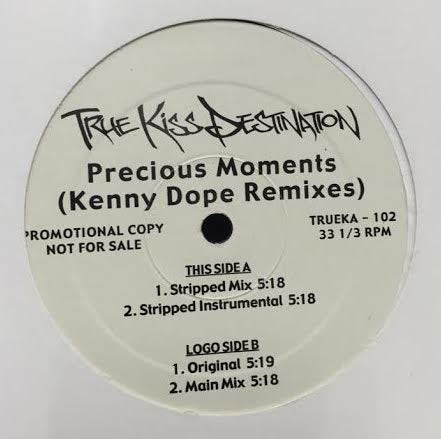 TRUE KISS DESTINATION
Precious Moments
(Kenny Dope Remixes)
PROMOTIONAL COPY
NOT FOR SALE
TRUEKA - 102
33 1/3 RPM
THIS SIDE A
1. Stripped Mix 5:18
2. Stripped Instrumental 5:18
LOGO SIDE B
1. Original 5:19
2. Main Mix 5:18